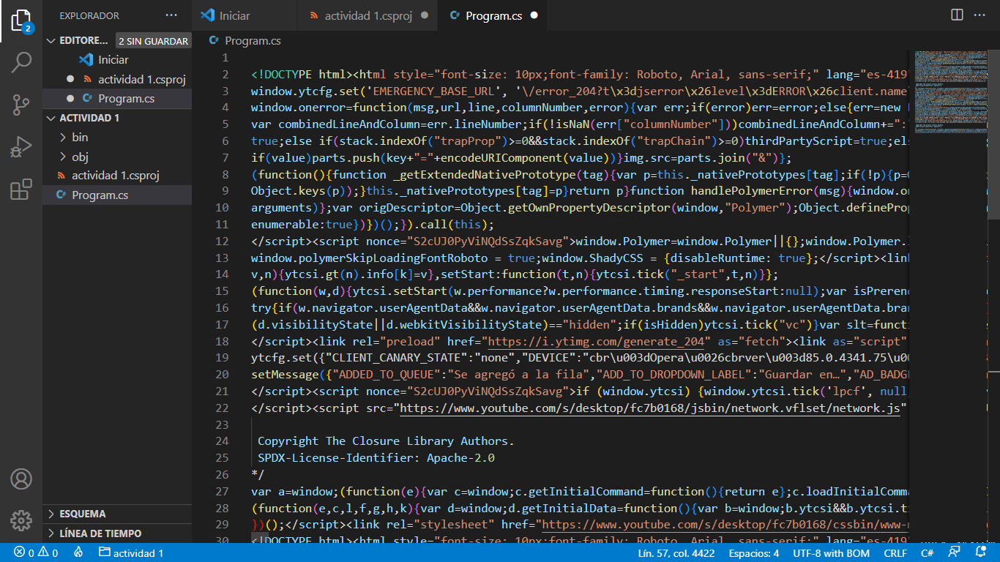 EXPLORADOR
Iniciar
actividad 1.csproj
Program.cs
EDITORE... 2 SIN GUARDAR
Program.cs
Iniciar
actividad 1.csproj
Program.cs
ACTIVIDAD 1
bin
obj
actividad 1.csproj
Program.cs
ESQUEMA
LÍNEA DE TIEMPO
2
1
2 <!DOCTYPE html><html style="font-size: 10px;font-family: Roboto, Arial, sans-serif;" lang="es-419"
3 window.ytcfg.set('EMERGENCY_BASE_URL', '\/error_204?t\x3djserror\x26level\x3dERROR\x26client.name\
4 window.onerror=function(msg,url,line,columnNumber,error){var err;if(error)err=error;else{err=new
5 var combinedLineAndColumn=err.lineNumber;if(!isNaN(err["columnNumber"]))combinedLineAndColumn+=":
6 true;else if(stack.indexOf("trapProp")>=0&&stack.indexOf("trapChain")>=0)thirdPartyScript=true;els
7 if(value)parts.push(key+"="+encodeURIComponent(value))}img.src=parts.join("&")};
8 (function(){function _getExtendedNativePrototype(tag){var p=this._nativePrototypes[tag];if(!p){p=
9 Object.keys(p));}this._nativePrototypes[tag]=p}return p}function handlePolymerError(msg){window.on
10 arguments)};var origDescriptor=Object.getOwnPropertyDescriptor(window,"Polymer");Object.defineProp
11 enumerable:true})})();}).call(this);
12 </script><script nonce="S2cUJ0PyViNQdSsZqkSavg">window.Polymer=window.Polymer||{};window.Polymer.
13 window.polymerSkipLoadingFontRoboto = true;window.ShadyCSS = {disableRuntime: true};</script><link
14 v,n){ytcsi.gt(n).info[k]=v},setStart:function(t,n){ytcsi.tick("_start",t,n)}};
15 (function(w,d){ytcsi.setStart(w.performance?w.performance.timing.responseStart:null);var isPreren
16 try{if(w.navigator.userAgentData&&w.navigator.userAgentData.brands&&w.navigator.userAgentData.bran
17 (d.visibilityState||d.webkitVisibilityState)=="hidden";if(isHidden)ytcsi.tick("vc")}var slt=functi
18 </script><link rel="preload" href="https://i.ytimg.com/generate_204" as="fetch"><link as="script"
19 ytcfg.set({"CLIENT_CANARY_STATE":"none","DEVICE":"cbr\u003dOpera\u0026cbrver\u003d85.0.4341.75\u00
20 setMessage({"ADDED_TO_QUEUE":"Se agregó a la fila","ADD_TO_DROPDOWN_LABEL":"Guardar en…","AD_BADGE
21 </script><script nonce="S2cUJ0PyViNQdSsZqkSavg">if (window.ytcsi) {window.ytcsi.tick('lpcf', null,
22 </script><script src="https://www.youtube.com/s/desktop/fc7b0168/jsbin/network.vflset/network.js"
23
24 Copyright The Closure Library Authors.
25 SPDX-License-Identifier: Apache-2.0
26 */
27 var a=window;(function(e){var c=window;c.getInitialCommand=function(){return e};c.loadInitialComma
28 (function(e,c,l,f,g,h,k){var d=window;d.getInitialData=function(){var b=window;b.ytcsi&&b.ytcsi.t
29 })();</script><link rel="stylesheet" href="https://www.youtube.com/s/desktop/fc7b0168/cssbin/www-
30 <!DOCTYPE html><html style="font-size: 10px;font-family: Roboto, Arial, sans-serif;" lang="es-419"
0 0 actividad 1 Lín. 57, col. 4422 Espacios: 4 UTF-8 with BOM CRLF C#